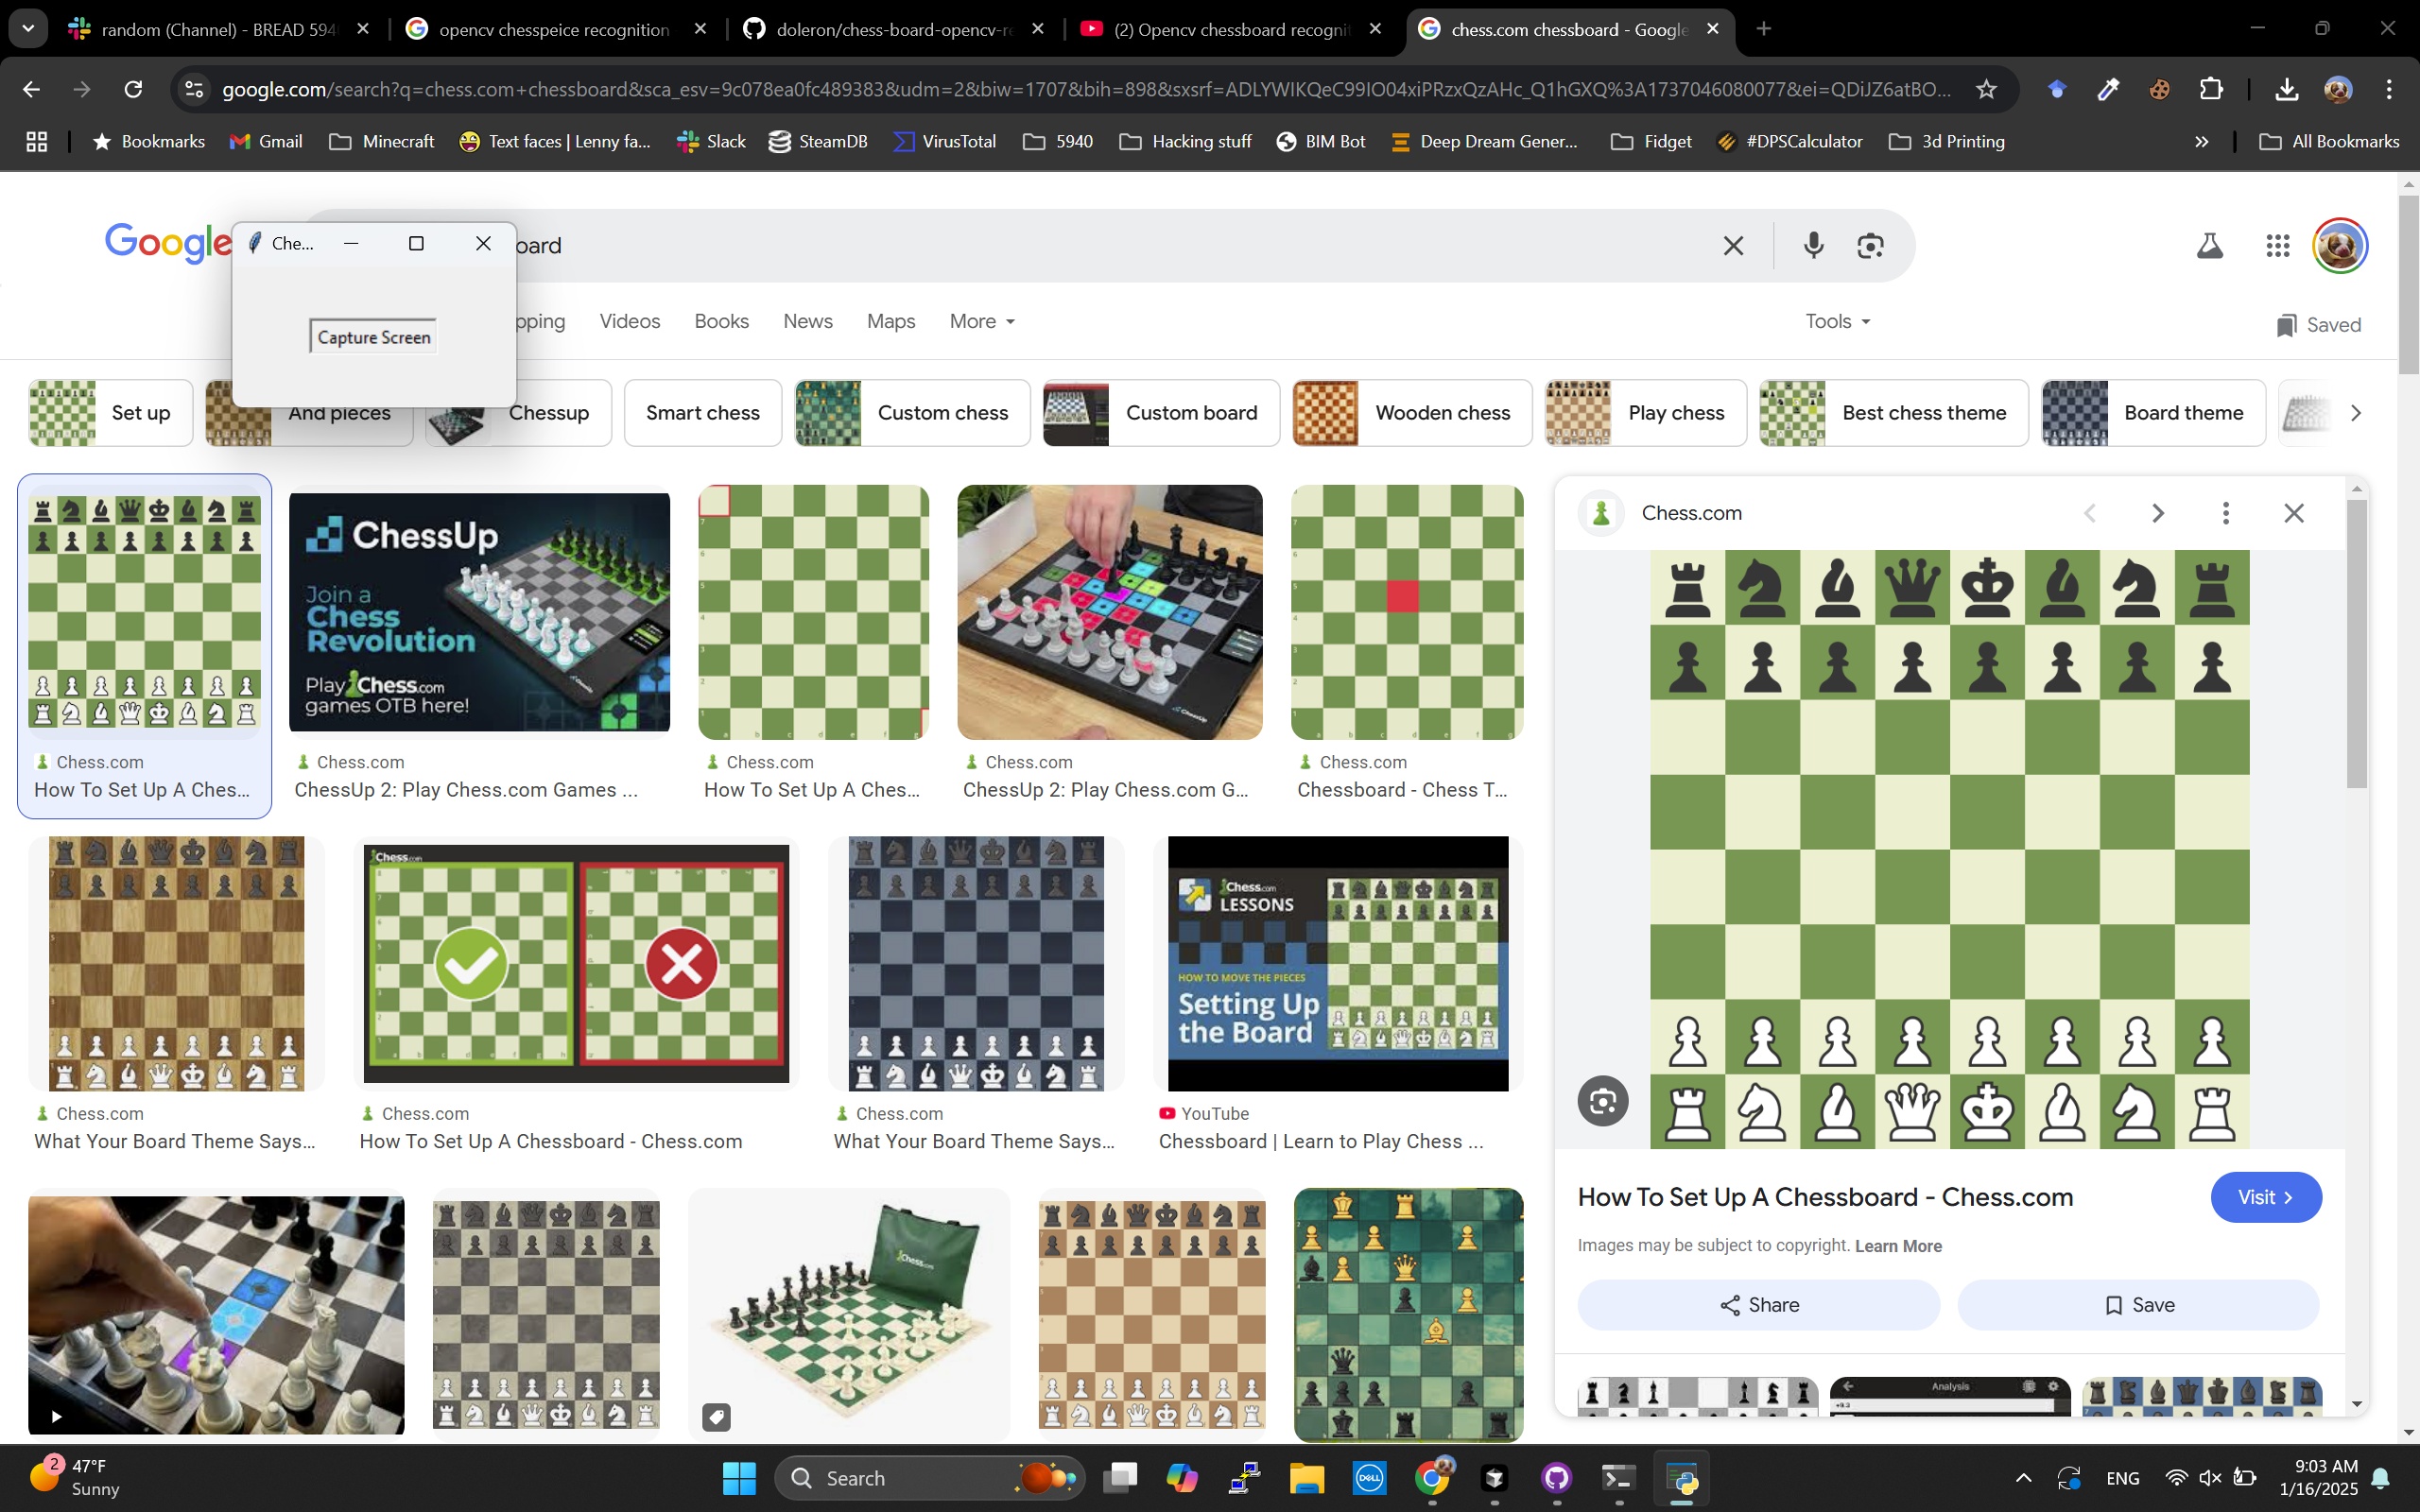 random (Channel) - BREAD 594
opencv chesspeice recognition
doleron/chess-board-opencv-re
(2) Opencv chessboard recognit
chess.com chessboard - Google
google.com/search?q=chess.com+chessboard&sca_esv=9c078ea0fc489383&udm=2&biw=1707&bih=898&sxsrf=ADLYWIKQeC99IO04xiPRzxQzAHc_Q1hGXQ%3A1737046080077&ei=QDiJZ6atBO...
Bookmarks
Gmail
Minecraft
Text faces | Lenny fa...
Slack
SteamDB
VirusTotal
5940
Hacking stuff
BIM Bot
Deep Dream Gener...
Fidget
#DPSCalculator
3d Printing
All Bookmarks
Google
oard
Che...
Capture Screen
pping
Videos
Books
News
Maps
More
Tools
Saved
Set up
And pieces
Chessup
Smart chess
Custom chess
Custom board
Wooden chess
Play chess
Best chess theme
Board theme
ChessUp
Join a
Chess
Revolution
Play Chess.com
games OTB here!
Chess.com
How To Set Up A Ches...
Chess.com
ChessUp 2: Play Chess.com Games ...
Chess.com
How To Set Up A Ches...
Chess.com
ChessUp 2: Play Chess.com G...
Chess.com
Chessboard - Chess T...
Chess.com
Chess.com
Chess.com
LESSONS
HOW TO MOVE THE PIECES
Setting Up
the Board
Chess.com
What Your Board Theme Says...
Chess.com
How To Set Up A Chessboard - Chess.com
Chess.com
What Your Board Theme Says...
YouTube
Chessboard | Learn to Play Chess ...
How To Set Up A Chessboard - Chess.com
Visit
Images may be subject to copyright. Learn More
Share
Save
Analysis
+9.3
2
47°F
Sunny
Search
DELL
ENG
9:03 AM
1/16/2025